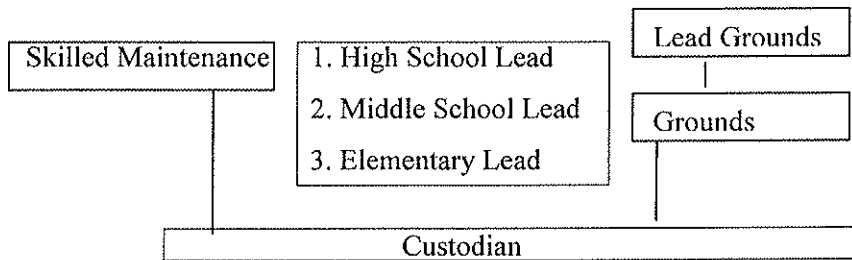 Skilled Maintenance
1. High School Lead
2. Middle School Lead
3. Elementary Lead
Lead Grounds
Grounds
Custodian